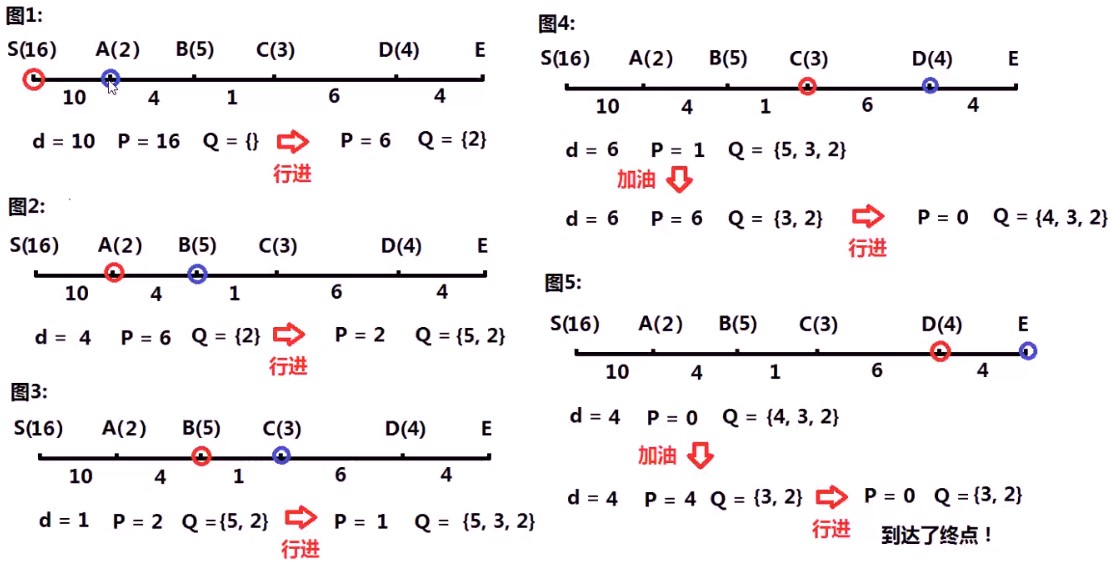 图1:
S(16) A(2) B(5) C(3) D(4) E
10 4 1 6 4
d = 10 P = 16 Q = {} P = 6 Q = {2}
行进
图2:
S(16) A(2) B(5) C(3) D(4) E
10 4 1 6 4
d = 4 P = 6 Q = {2} P = 2 Q = {5, 2}
行进
图3:
S(16) A(2) B(5) C(3) D(4) E
10 4 1 6 4
d = 1 P = 2 Q = {5, 2} P = 1 Q = {5, 3, 2}
行进
图4:
S(16) A(2) B(5) C(3) D(4) E
10 4 1 6 4
d = 6 P = 1 Q = {5, 3, 2}
加油
d = 6 P = 6 Q = {3, 2} P = 0 Q = {4, 3, 2}
行进
图5:
S(16) A(2) B(5) C(3) D(4) E
10 4 1 6 4
d = 4 P = 0 Q = {4, 3, 2}
加油
d = 4 P = 4 Q = {3, 2} P = 0 Q = {3, 2}
行进 到达了终点！